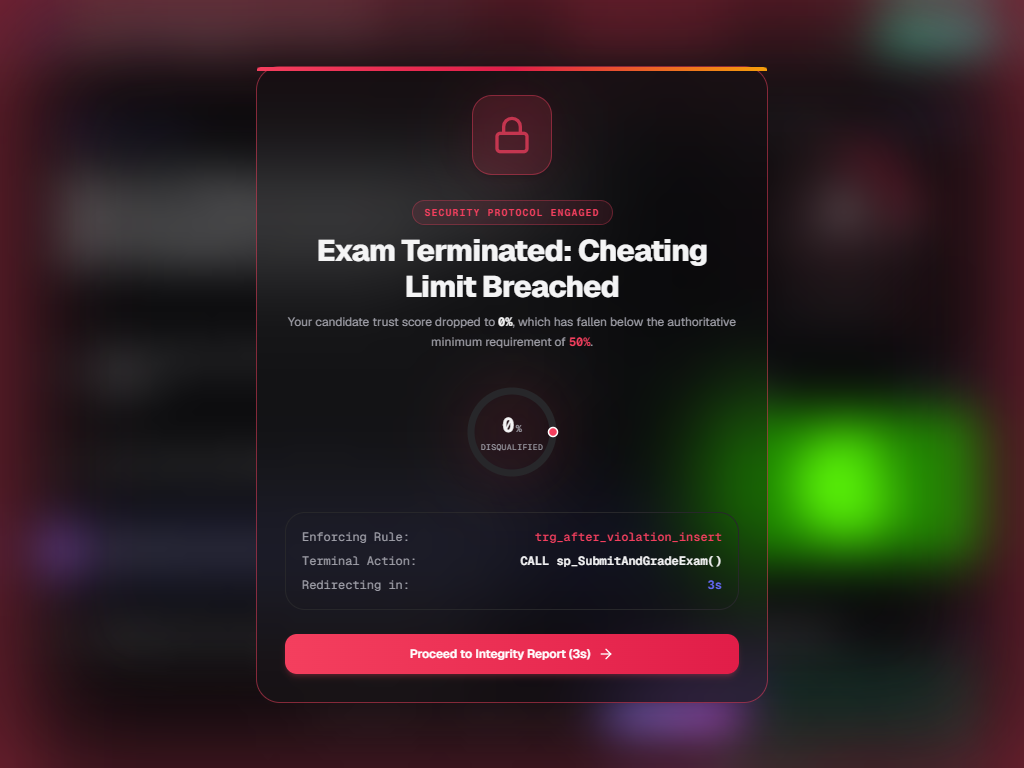 SECURITY PROTOCOL ENGAGED
Exam Terminated: Cheating
Limit Breached
Your candidate trust score dropped to 0%, which has fallen below the authoritative
minimum requirement of 50%.
0%
DISQUALIFIED
Enforcing Rule: trg_after_violation_insert
Terminal Action: CALL sp_SubmitAndGradeExam()
Redirecting in: 3s
Proceed to Integrity Report (3s) →